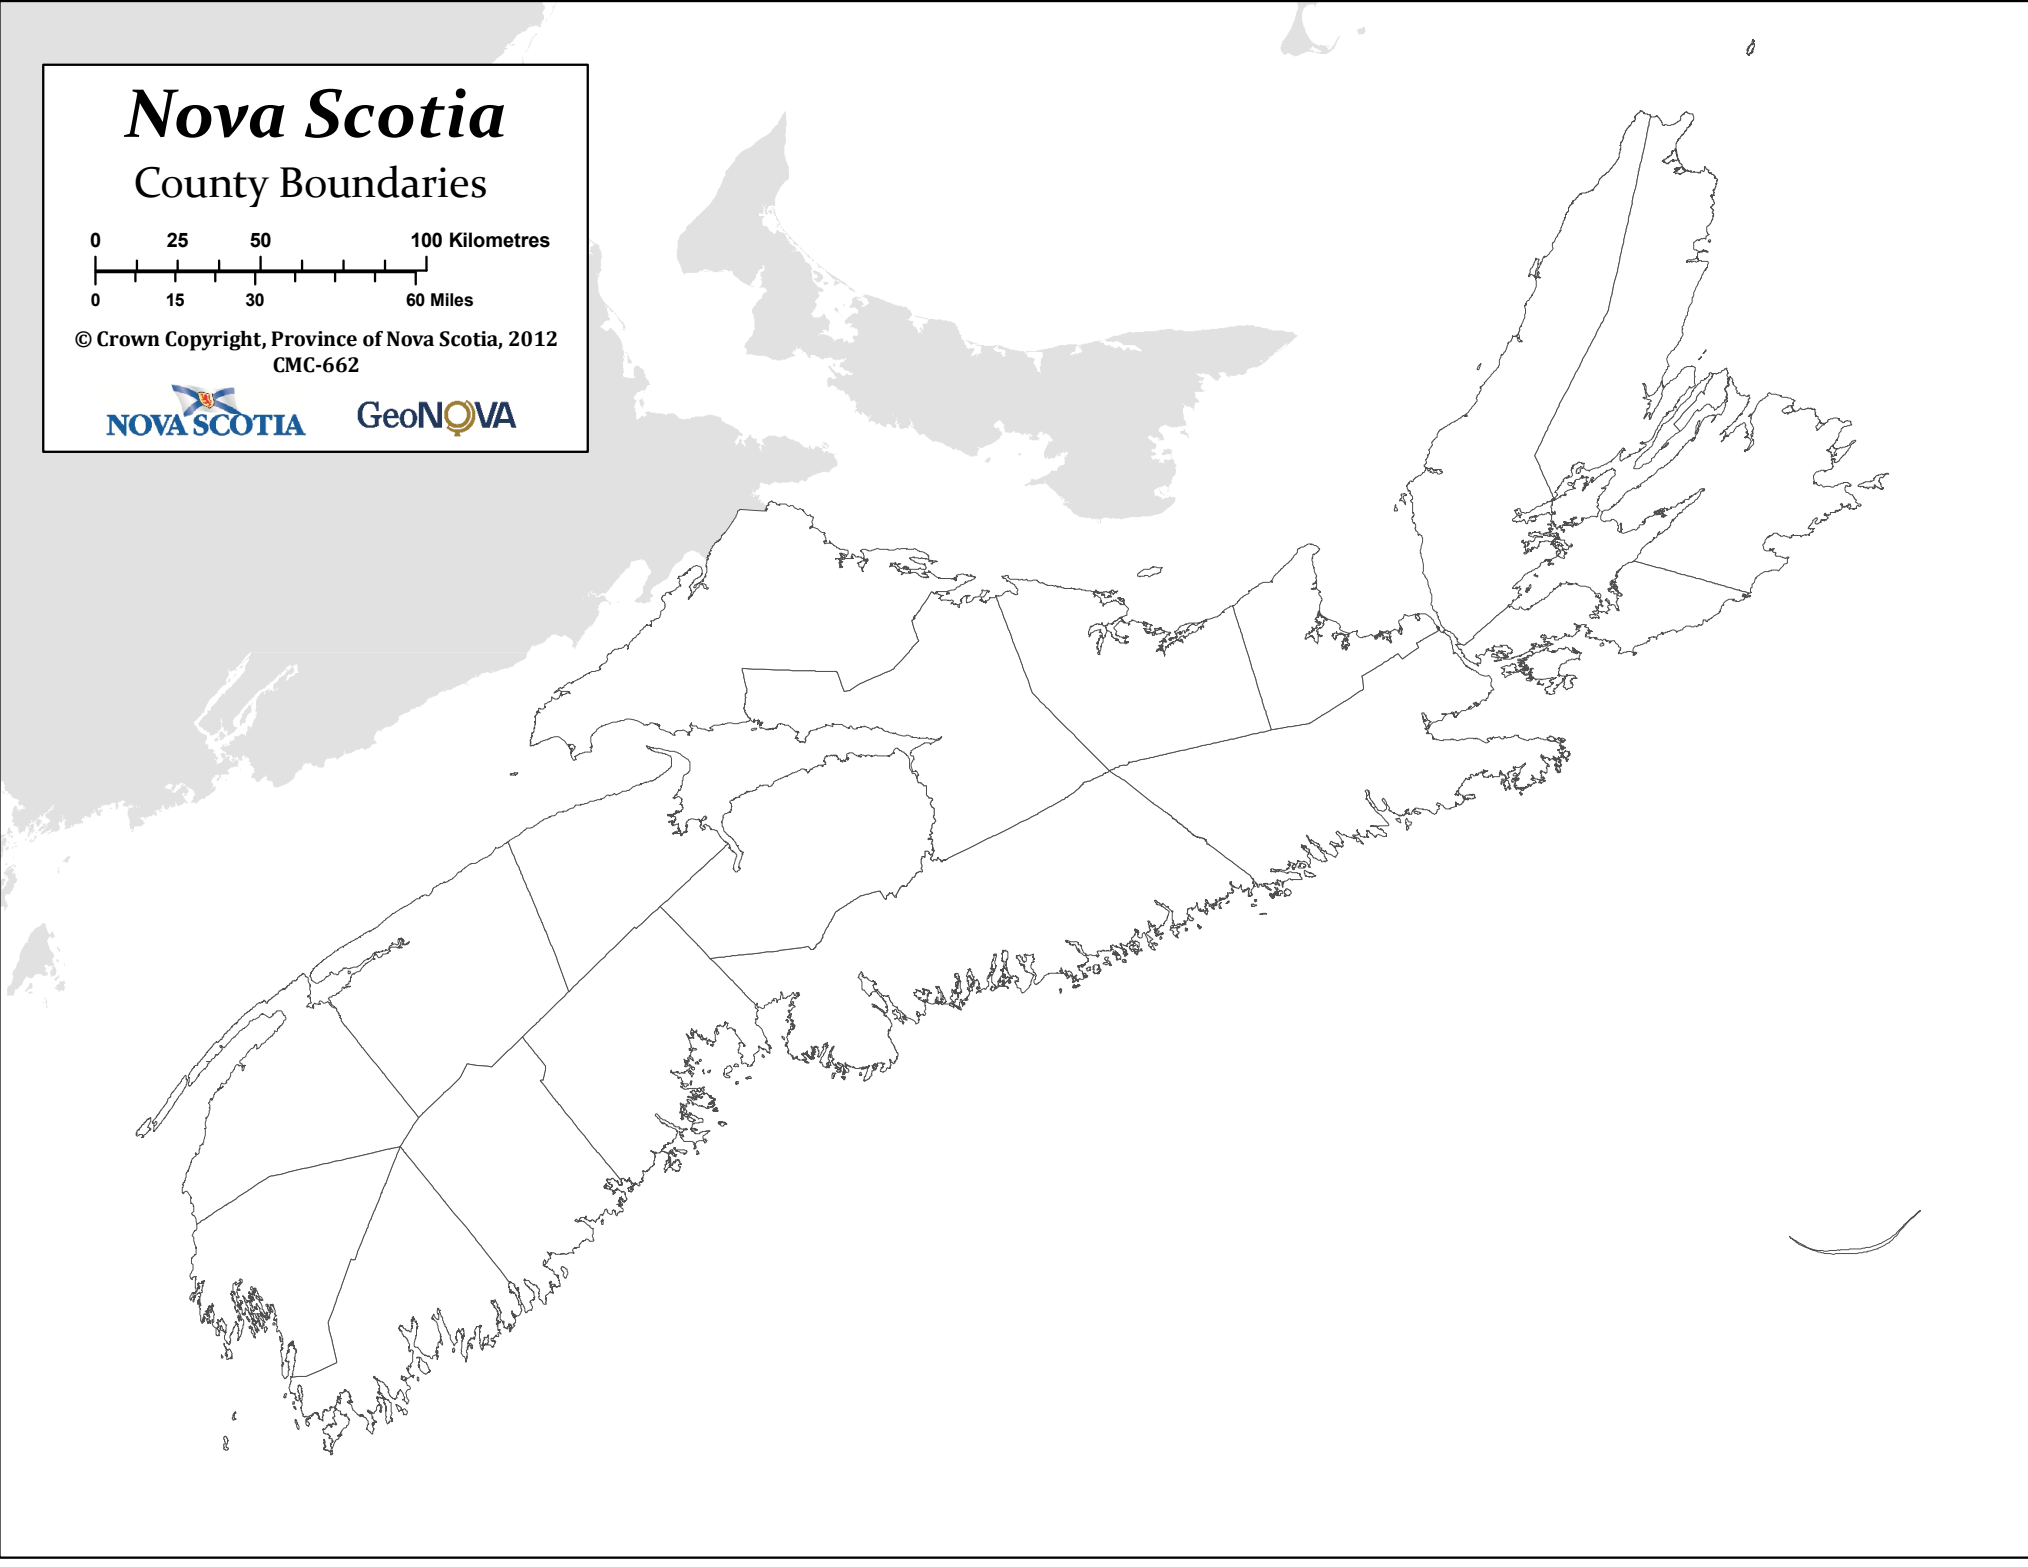 Nova Scotia
County Boundaries
0 25 50 100 Kilometres
0 15 30 60 Miles
© Crown Copyright, Province of Nova Scotia, 2012
CMC-662
NOVA SCOTIA GeoNOVA